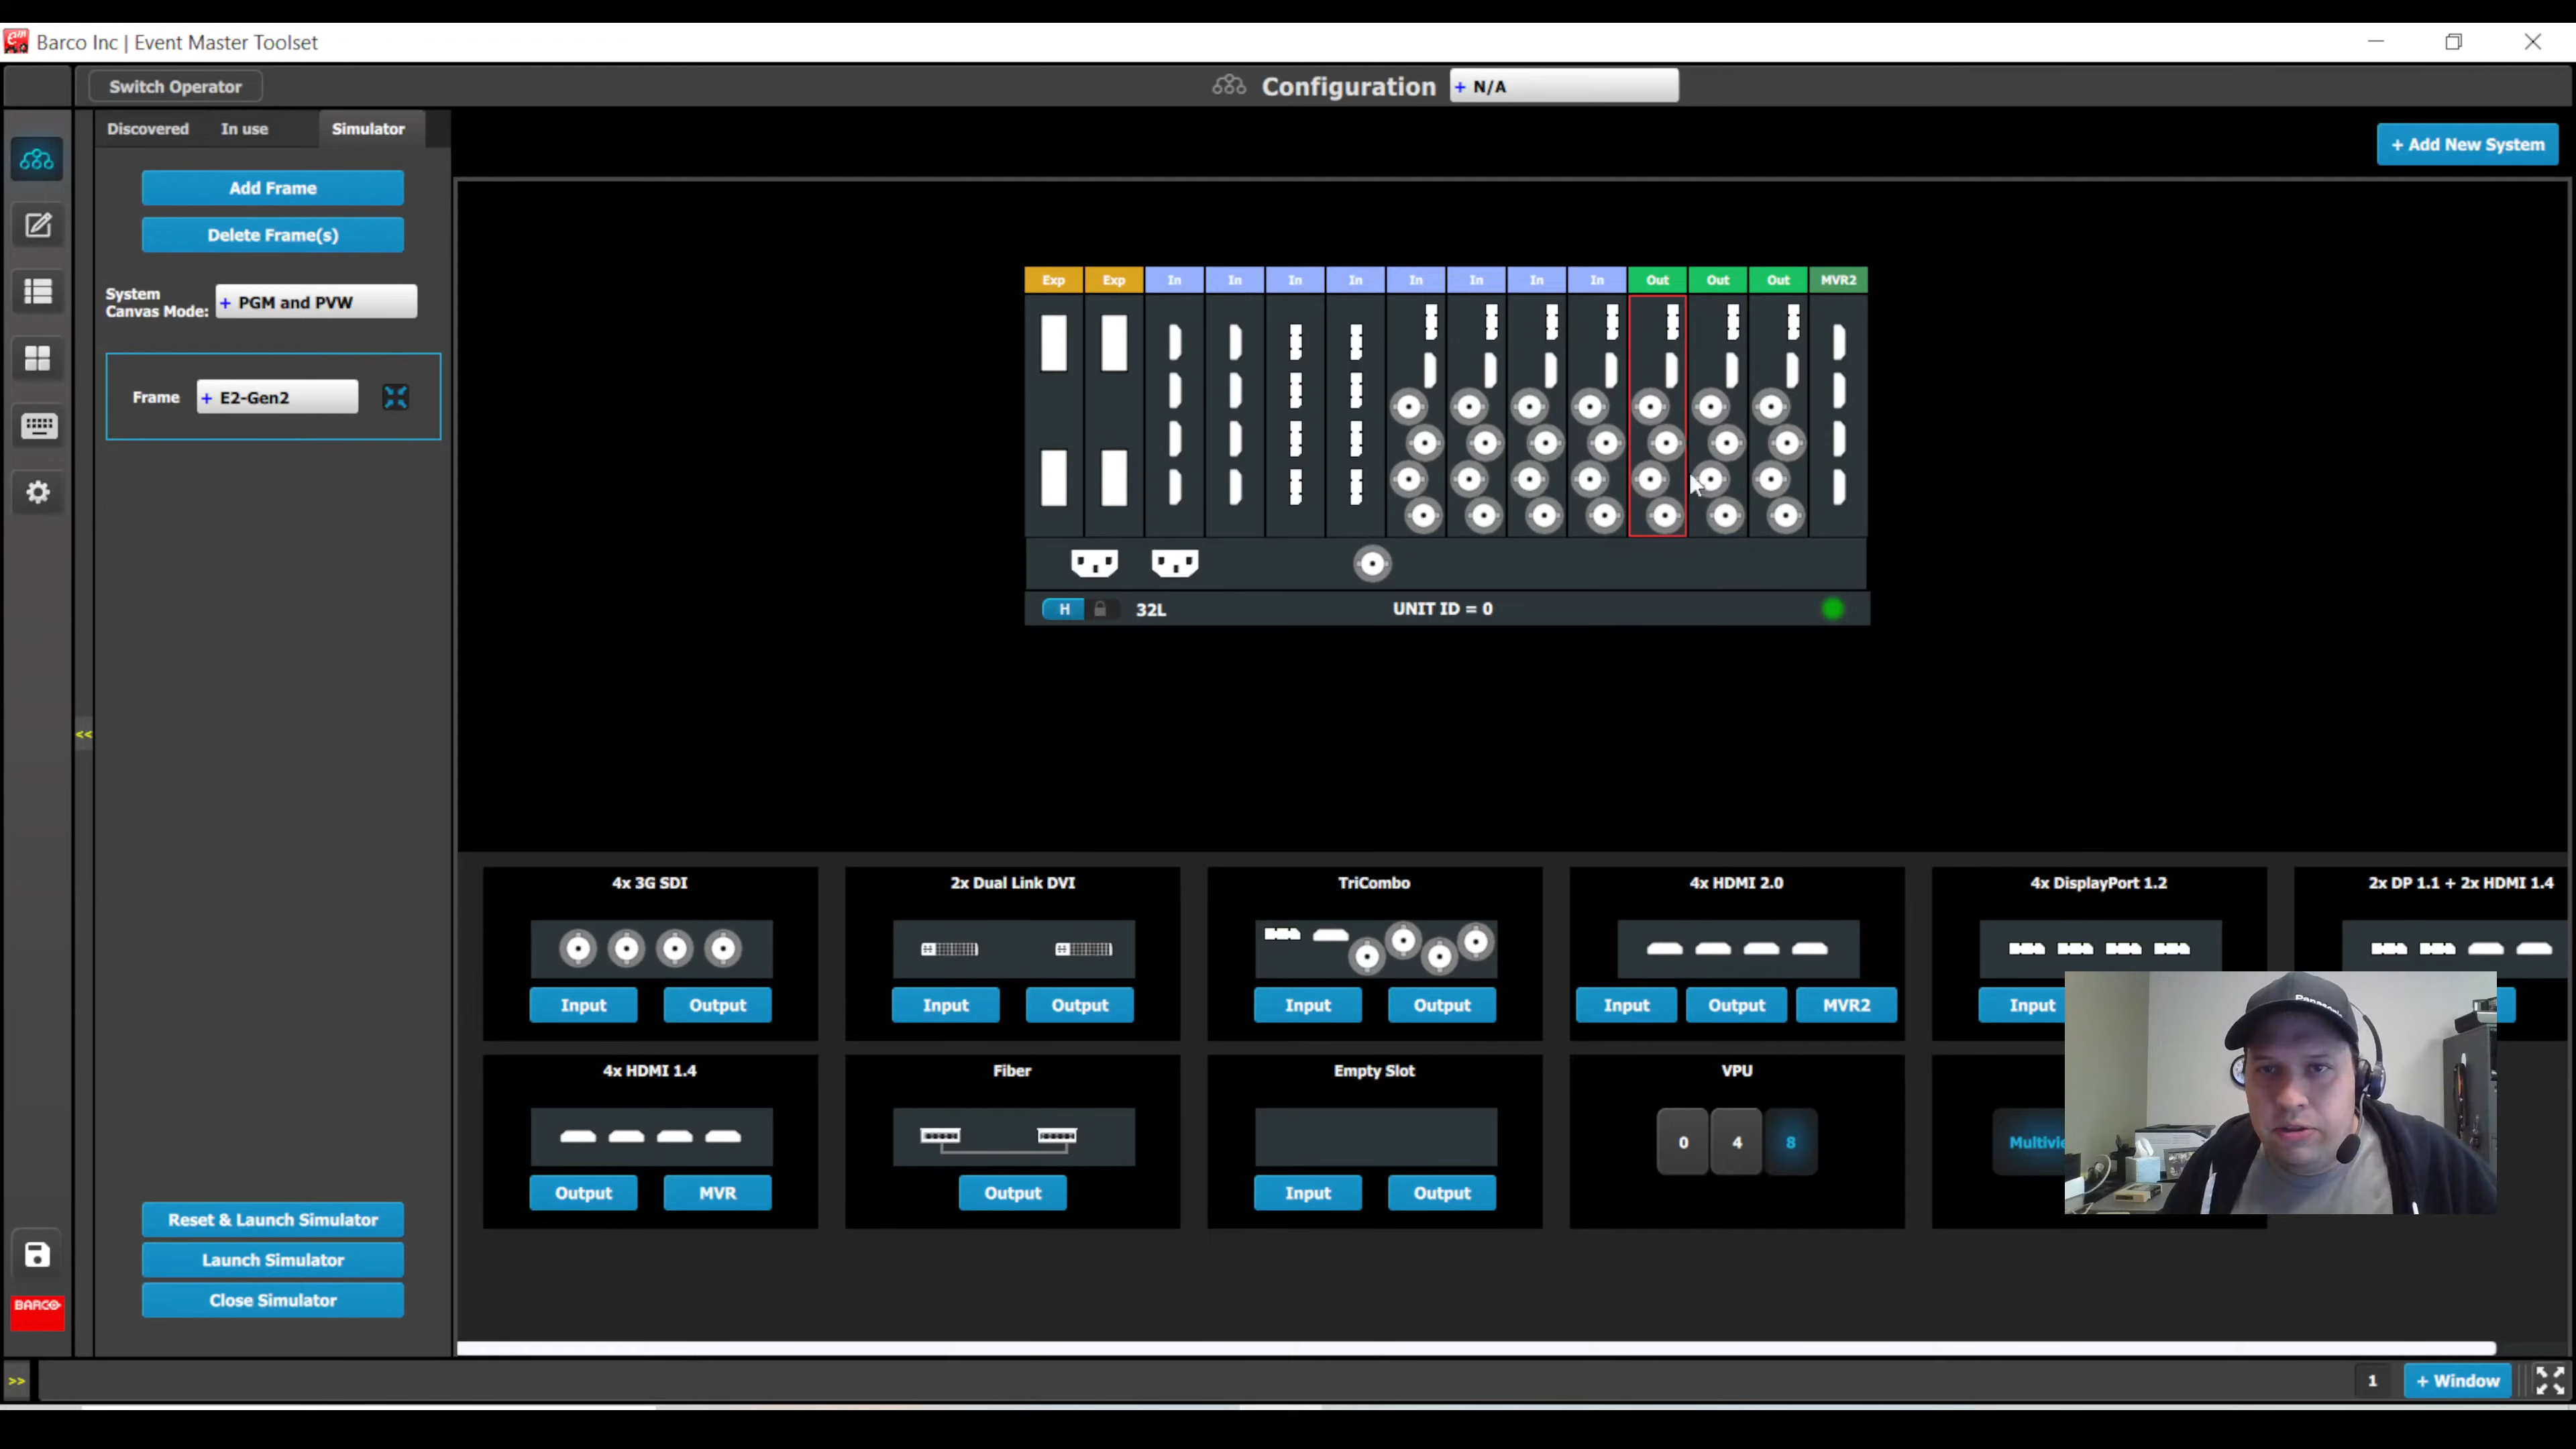 Barco Inc | Event Master Toolset
Switch Operator
Configuration
+ N/A
Discovered
In use
Simulator
+ Add New System
Add Frame
Delete Frame(s)
System
Canvas Mode:
+ PGM and PVW
Frame
+ E2-Gen2
Exp
Exp
In
In
In
In
In
In
In
In
Out
Out
Out
MVR2
H
32L
UNIT ID = 0
<<
4x 3G SDI
Input
Output
2x Dual Link DVI
Input
Output
TriCombo
Input
Output
4x HDMI 2.0
Input
Output
MVR2
4x DisplayPort 1.2
Input
2x DP 1.1 + 2x HDMI 1.4
Panasonic
4x HDMI 1.4
Output
MVR
Fiber
Output
Empty Slot
Input
Output
VPU
0
4
8
Multivie
Reset & Launch Simulator
Launch Simulator
Close Simulator
BARCO
>>
1
+ Window